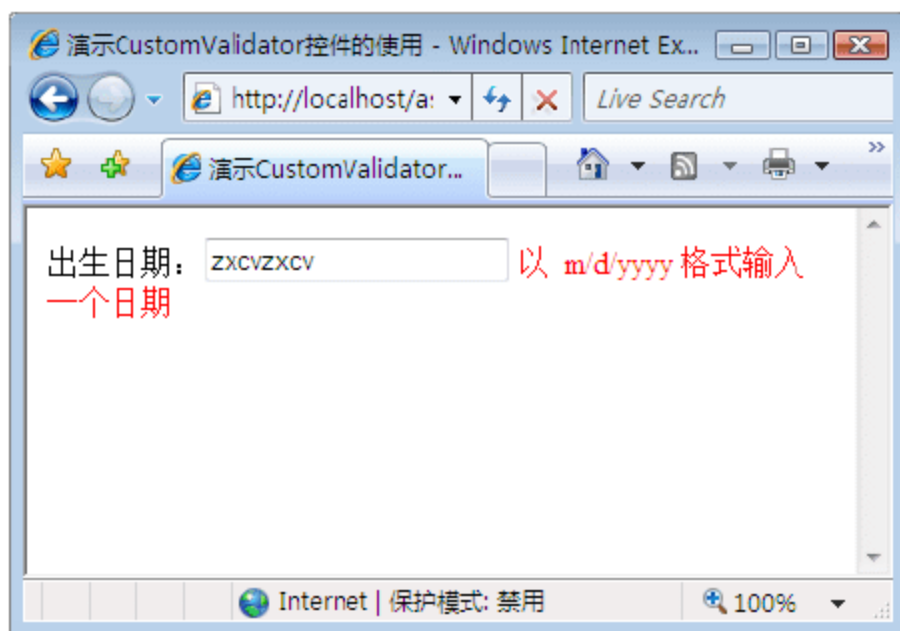 演示CustomValidator控件的使用 - Windows Internet Ex...
http://localhost/a: Live Search
演示CustomValidator... »
出生日期： zxcvzxcv 以 m/d/yyyy 格式输入
一个日期
Internet | 保护模式: 禁用 100%